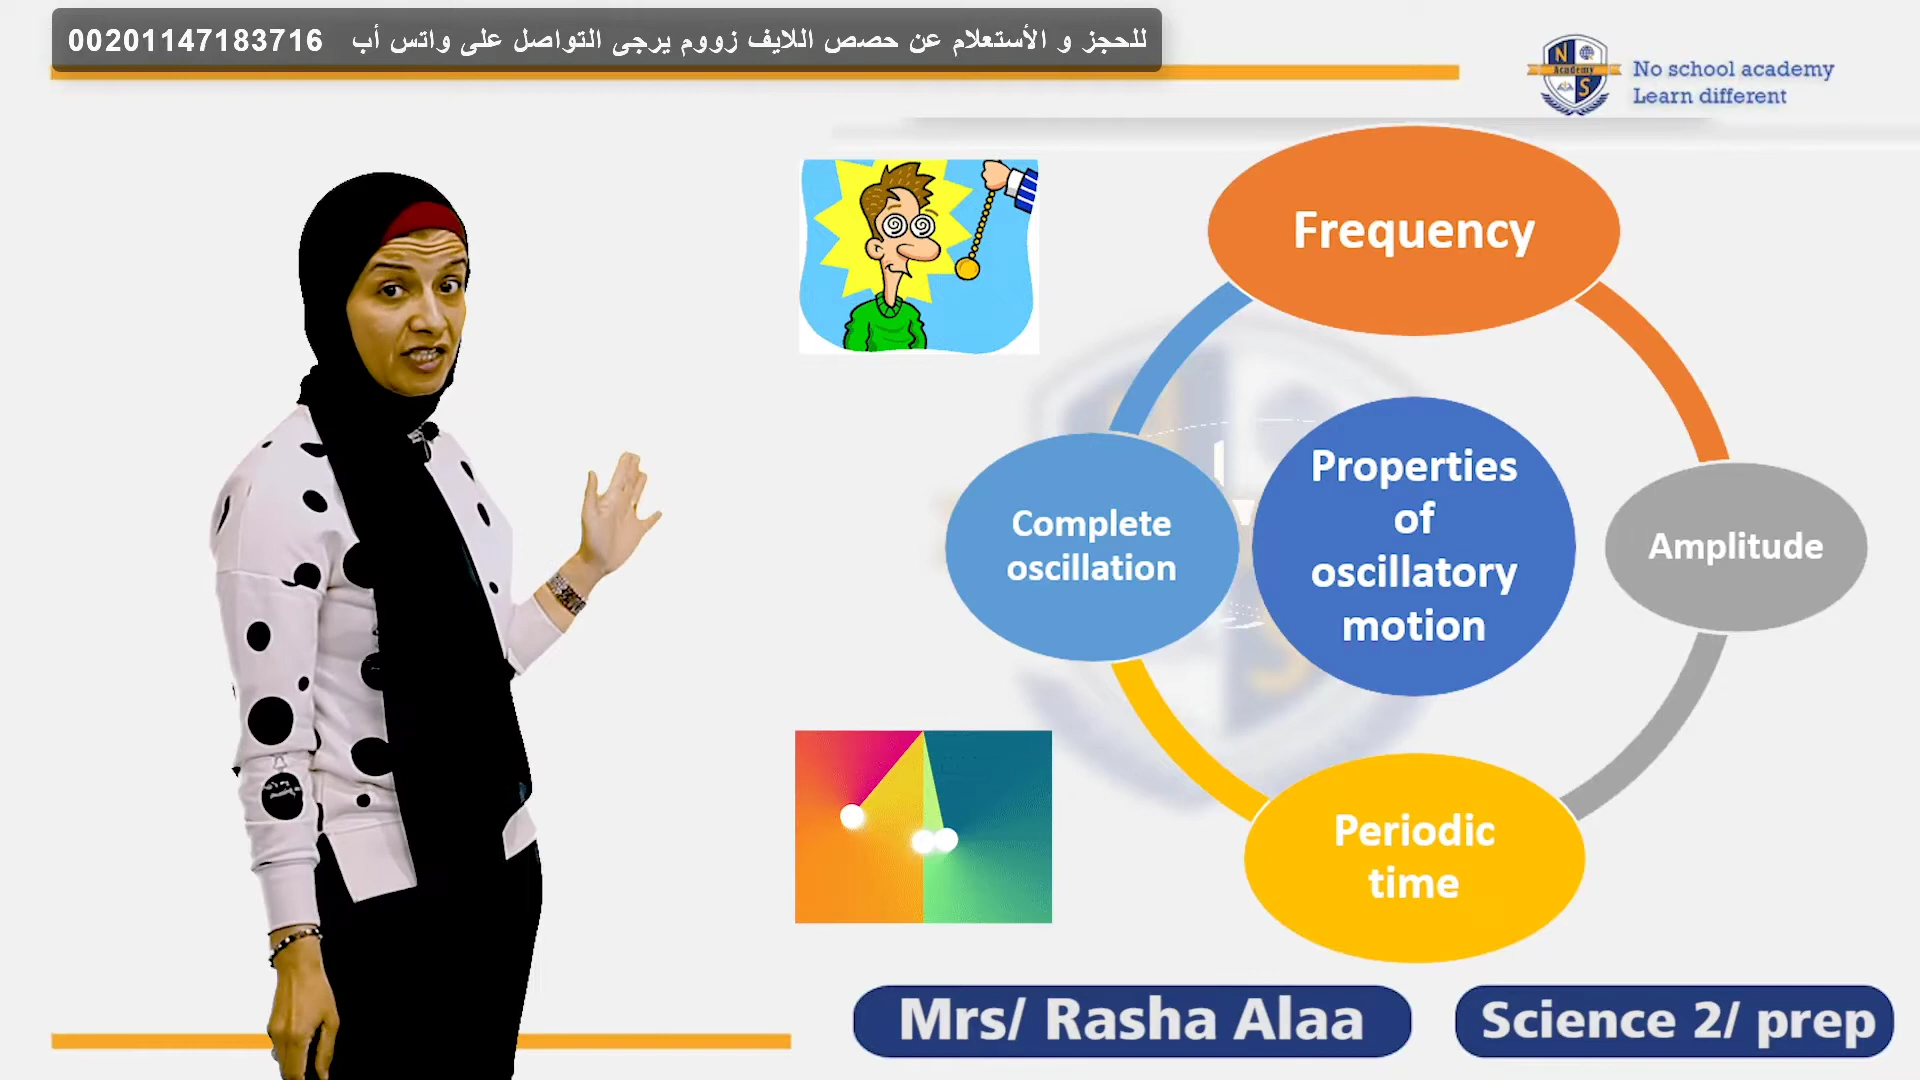 للحجز و الأستعلام عن حصص اللايف زووم يرجى التواصل على واتس أب 00201147183716
N
Academy
S
No school academy
Learn different
Frequency
Complete
oscillation
Properties
of
oscillatory
motion
Amplitude
Periodic
time
Mrs/ Rasha Alaa
Science 2/ prep